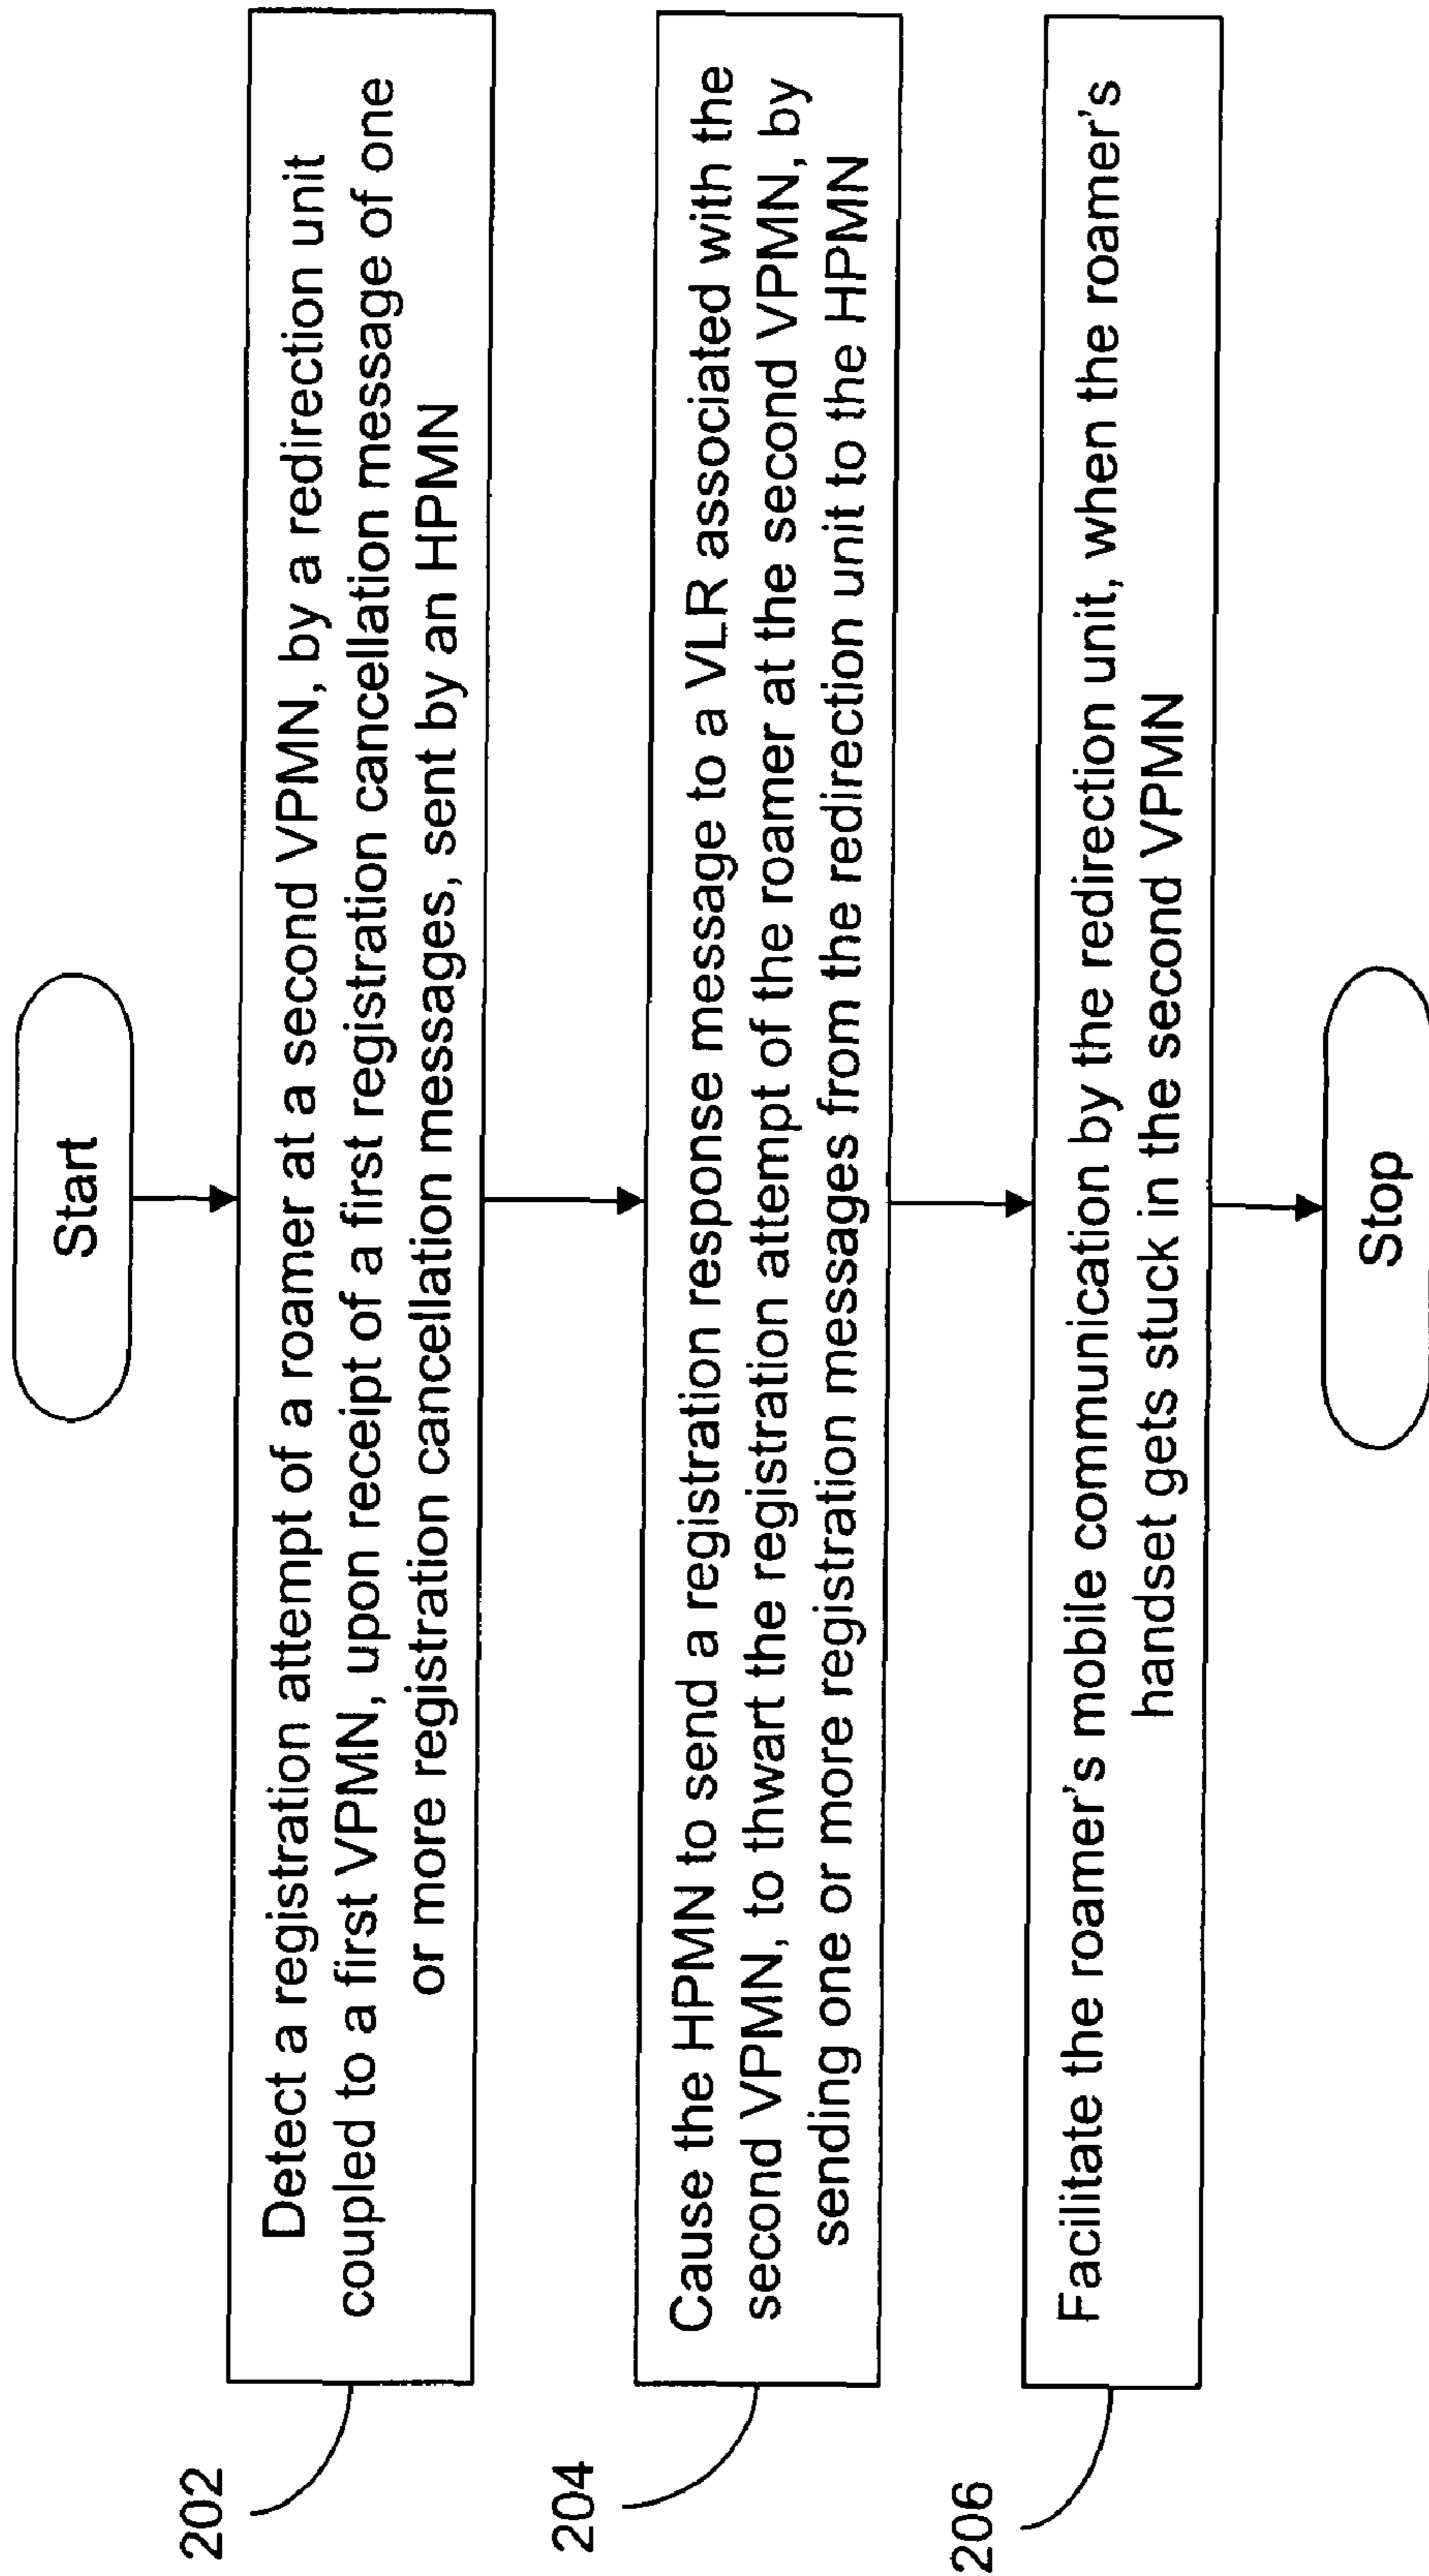 Start
202
Detect a registration attempt of a roamer at a second VPMN, by a redirection unit
coupled to a first VPMN, upon receipt of a first registration cancellation message of one
or more registration cancellation messages, sent by an HPMN
204
Cause the HPMN to send a registration response message to a VLR associated with the
second VPMN, to thwart the registration attempt of the roamer at the second VPMN, by
sending one or more registration messages from the redirection unit to the HPMN
206
Facilitate the roamer's mobile communication by the redirection unit, when the roamer's
handset gets stuck in the second VPMN
Stop